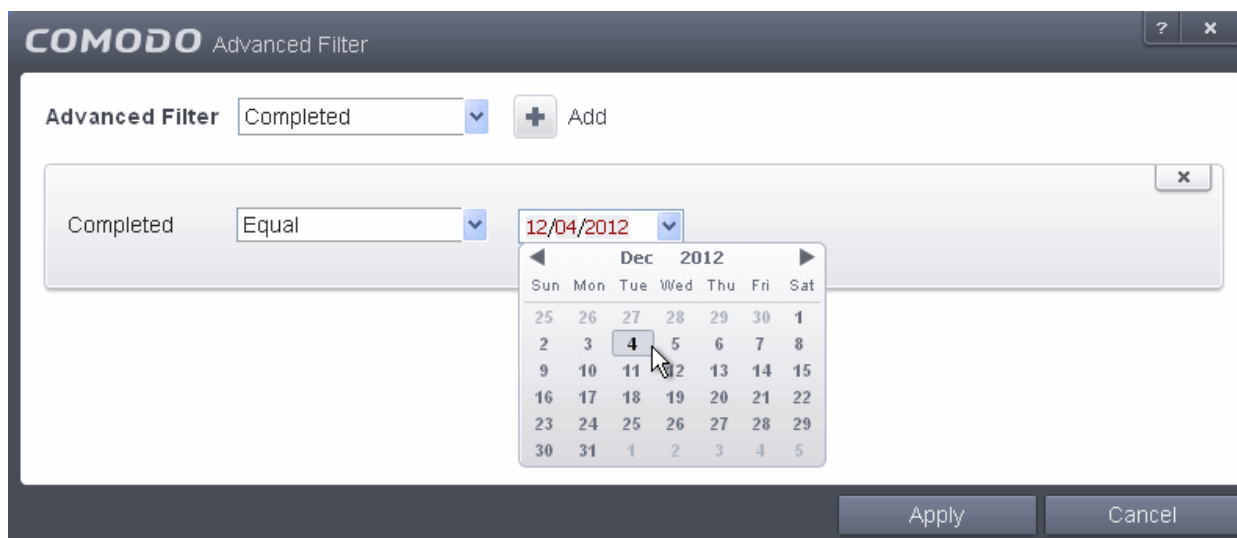 COMODO Advanced Filter ? x
Advanced Filter Completed + Add
x
Completed Equal 12/04/2012
Dec 2012
Sun Mon Tue Wed Thu Fri Sat
25 26 27 28 29 30 1
2 3 4 5 6 7 8
9 10 11 12 13 14 15
16 17 18 19 20 21 22
23 24 25 26 27 28 29
30 31 1 2 3 4 5
Apply Cancel